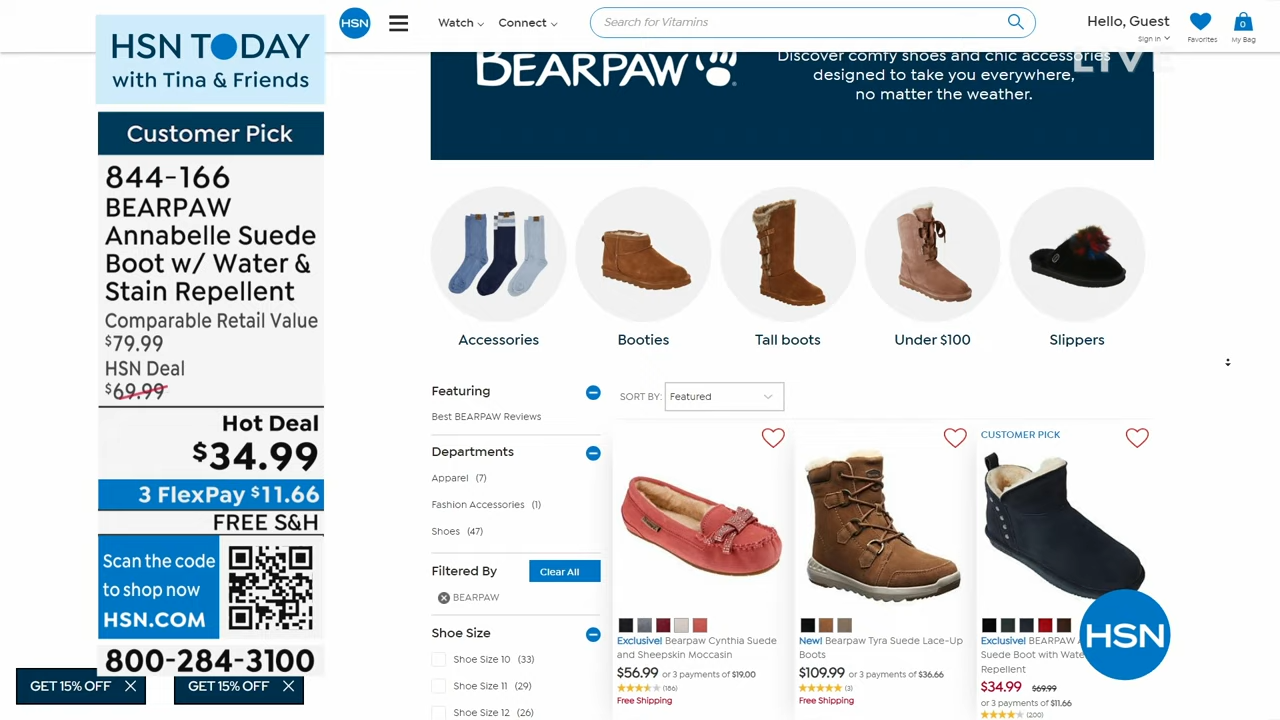 HSN TODAY
with Tina & Friends
Customer Pick
844-166
BEARPAW
Annabelle Suede
Boot w/ Water &
Stain Repellent
Comparable Retail Value
$79.99
HSN Deal
$69.99
Hot Deal
$34.99
3 FlexPay $11.66
FREE S&H
Scan the code
to shop now
HSN.COM
800-284-3100
GET 15% OFF
GET 15% OFF
HSN
Watch
Connect
Search for Vitamins
Hello, Guest
Sign in
Favorites
0
My Bag
LIVE
BEARPAW
Discover comfy shoes and chic accessories
designed to take you everywhere,
no matter the weather.
Accessories
Booties
Tall boots
Under $100
Slippers
Featuring
Best BEARPAW Reviews
Departments
Apparel (7)
Fashion Accessories (1)
Shoes (47)
Filtered By
Clear All
BEARPAW
Shoe Size
Shoe Size 10 (33)
Shoe Size 11 (29)
Shoe Size 12 (26)
SORT BY:
Featured
Exclusive! Bearpaw Cynthia Suede
and Sheepskin Moccasin
$56.99 or 3 payments of $19.00
(186)
Free Shipping
New! Bearpaw Tyra Suede Lace-Up
Boots
$109.99 or 3 payments of $36.66
(3)
Free Shipping
CUSTOMER PICK
Exclusive! BEARPAW
Suede Boot with
Repellent
$34.99 $69.99
or 3 payments of $11.66
(200)
HSN